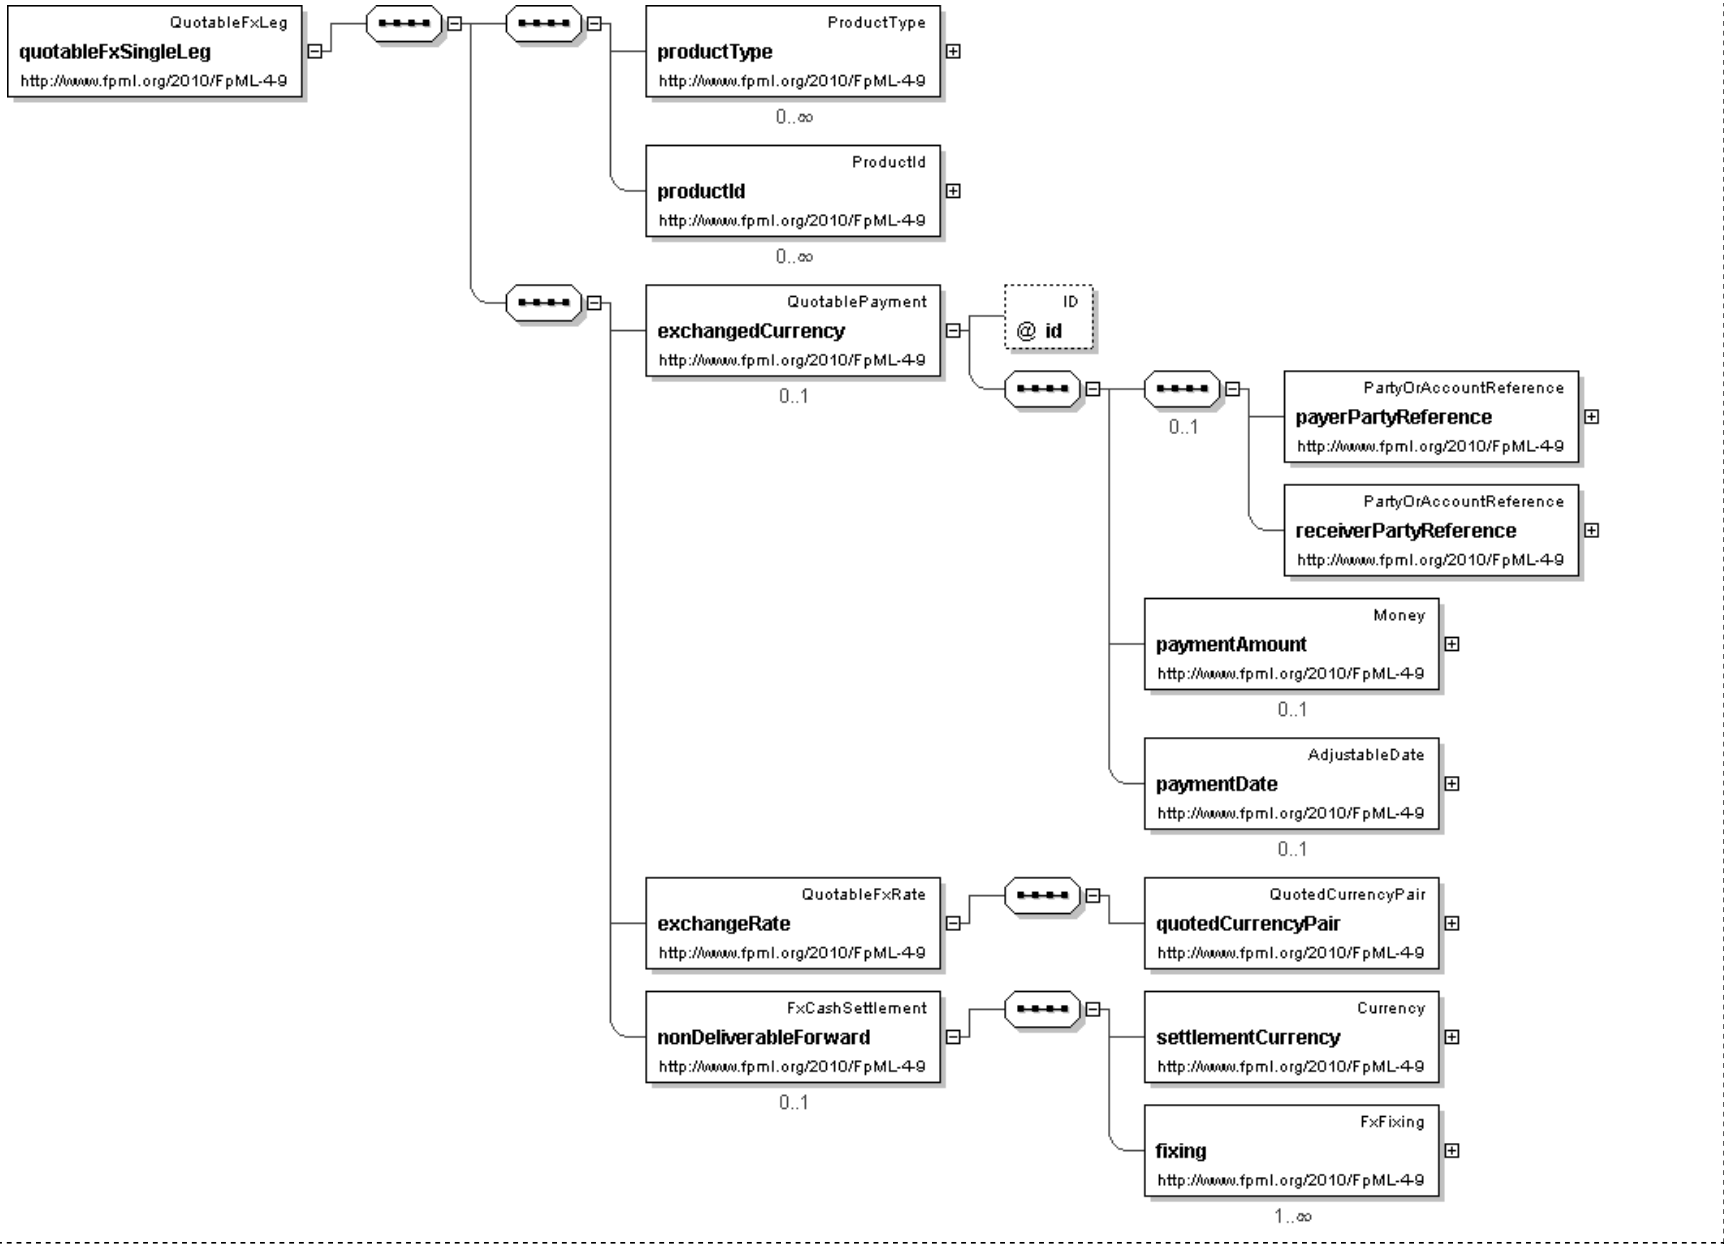 QuotableFxLeg
quotableFxSingleLeg
http://www.fpml.org/2010/FpML-4-9
ProductType
productType
http://www.fpml.org/2010/FpML-4-9
0..∞
ProductId
productId
http://www.fpml.org/2010/FpML-4-9
0..∞
QuotablePayment
exchangedCurrency
http://www.fpml.org/2010/FpML-4-9
0..1
ID
@ id
0..1
PartyOrAccountReference
payerPartyReference
http://www.fpml.org/2010/FpML-4-9
PartyOrAccountReference
receiverPartyReference
http://www.fpml.org/2010/FpML-4-9
Money
paymentAmount
http://www.fpml.org/2010/FpML-4-9
0..1
AdjustableDate
paymentDate
http://www.fpml.org/2010/FpML-4-9
0..1
QuotableFxRate
exchangeRate
http://www.fpml.org/2010/FpML-4-9
QuotedCurrencyPair
quotedCurrencyPair
http://www.fpml.org/2010/FpML-4-9
FxCashSettlement
nonDeliverableForward
http://www.fpml.org/2010/FpML-4-9
0..1
Currency
settlementCurrency
http://www.fpml.org/2010/FpML-4-9
FxFixing
fixing
http://www.fpml.org/2010/FpML-4-9
1..∞